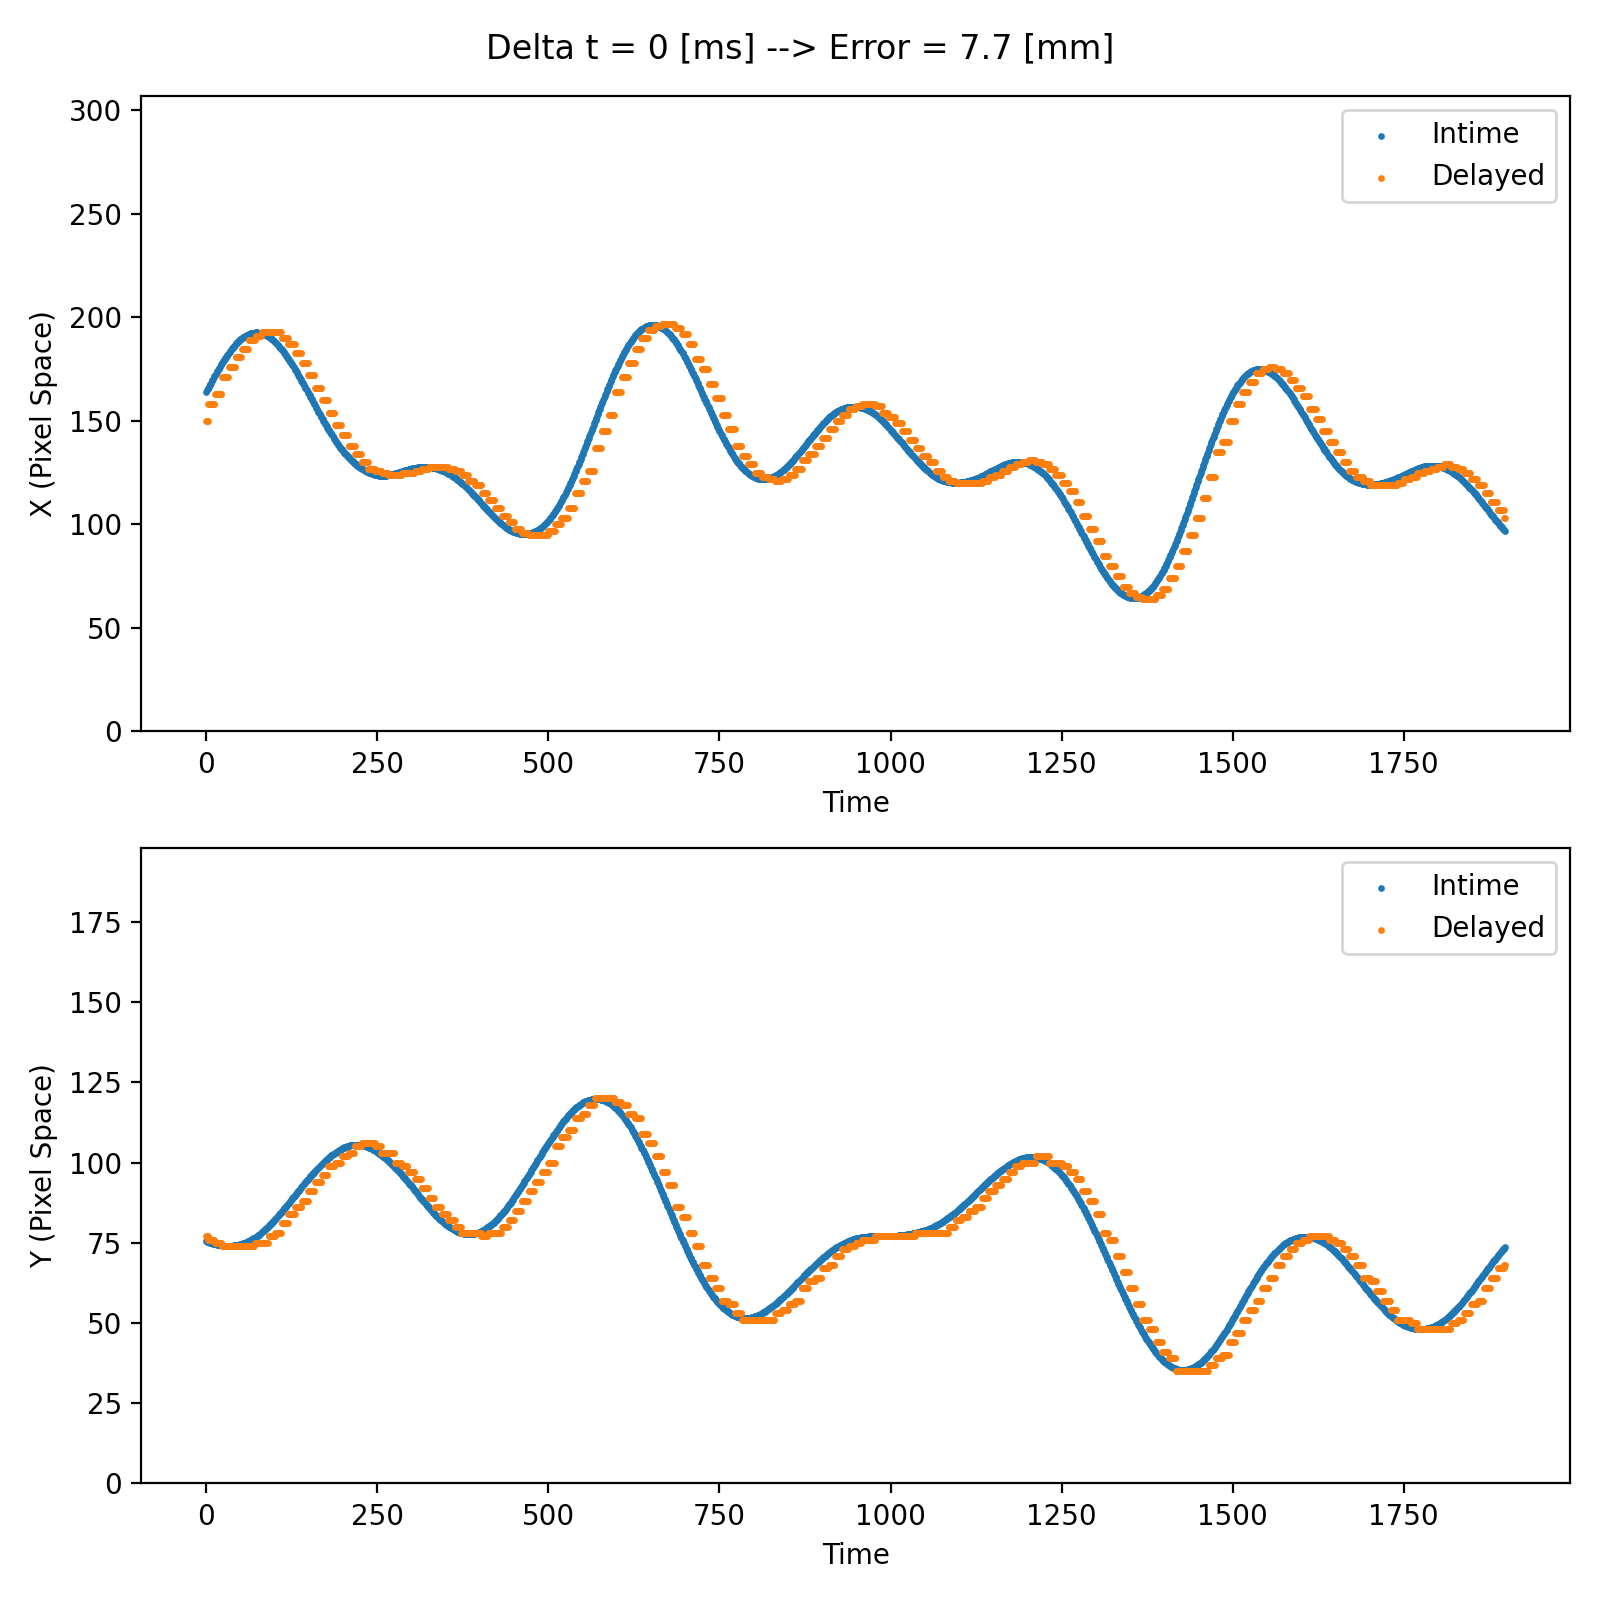 Delta t = 0 [ms] --> Error = 7.7 [mm]
300
250
200
150
100
50
0
X (Pixel Space)
Intime
Delayed
0 250 500 750 1000 1250 1500 1750
Time
175
150
125
100
75
50
25
0
Y (Pixel Space)
Intime
Delayed
0 250 500 750 1000 1250 1500 1750
Time